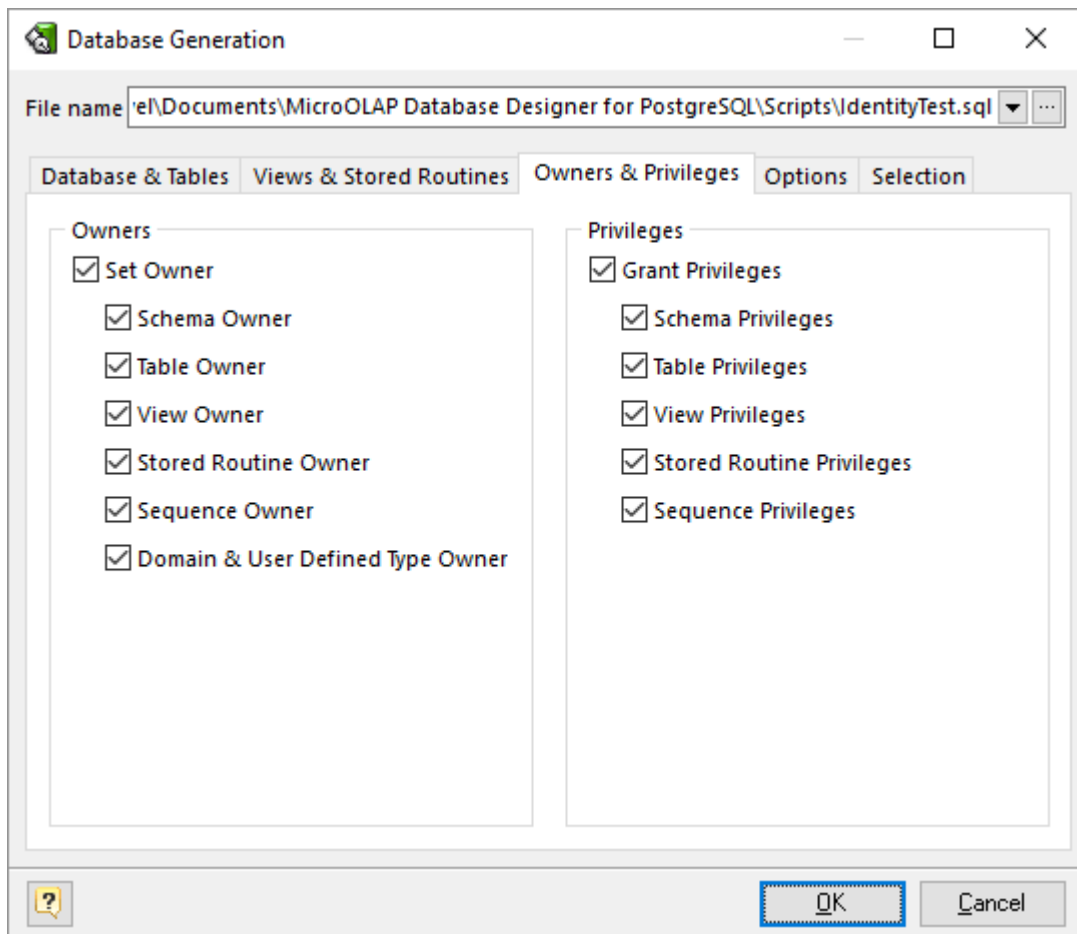 Database Generation
File name :el\Documents\MicroOLAP Database Designer for PostgreSQL\Scripts\IdentityTest.sql ...
Database & Tables Views & Stored Routines Owners & Privileges Options Selection
Owners
Set Owner
Schema Owner
Table Owner
View Owner
Stored Routine Owner
Sequence Owner
Domain & User Defined Type Owner
Privileges
Grant Privileges
Schema Privileges
Table Privileges
View Privileges
Stored Routine Privileges
Sequence Privileges
?
OK Cancel